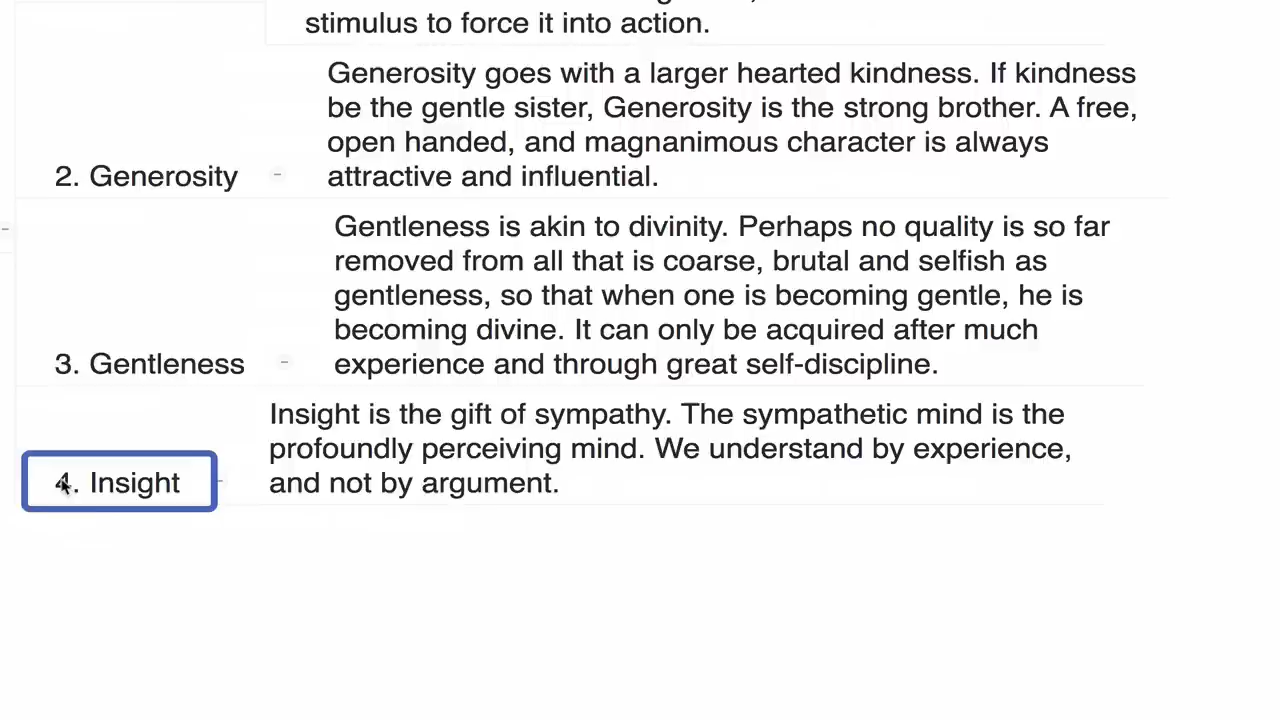 stimulus to force it into action.
Generosity goes with a larger hearted kindness. If kindness
be the gentle sister, Generosity is the strong brother. A free,
open handed, and magnanimous character is always
2. Generosity - attractive and influential.
Gentleness is akin to divinity. Perhaps no quality is so far
removed from all that is coarse, brutal and selfish as
gentleness, so that when one is becoming gentle, he is
becoming divine. It can only be acquired after much
3. Gentleness - experience and through great self-discipline.
Insight is the gift of sympathy. The sympathetic mind is the
profoundly perceiving mind. We understand by experience,
4. Insight - and not by argument.